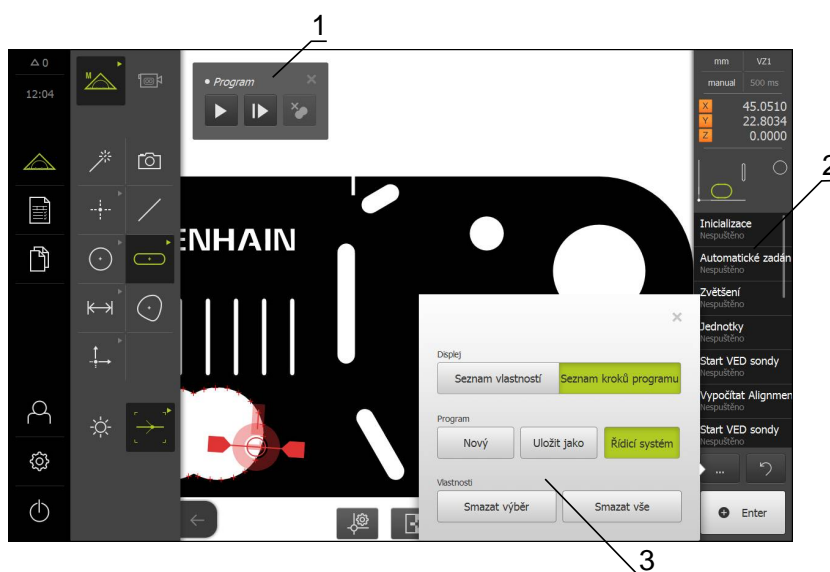 1
0
12:04
M
Program
mm VZ1
manual 500 ms
X 45.0510
Y 22.8034
Z 0.0000
2
ENHAIN
Inicializace
Nespuštěno
Automatické zadán
Nespuštěno
Zvětšení
Nespuštěno
Jednotky
Nespuštěno
Start VED sondy
Nespuštěno
Vypočítat Alignmen
Nespuštěno
Start VED sondy
Nespuštěno
...
Enter
Displej
Seznam vlastností Seznam kroků programu
Program
Nový Uložit jako Řídicí systém
Vlastnosti
Smazat výběr Smazat vše
3